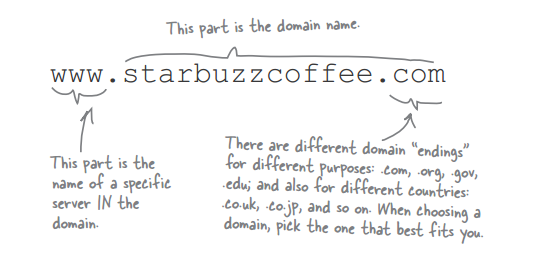 This part is the domain name.
www.starbuzzcoffee.com
This part is the
name of a specific
server IN the
domain.
There are different domain “endings”
for different purposes: .com, .org, .gov,
.edu; and also for different countries:
.co.uk, .co.jp, and so on. When choosing a
domain, pick the one that best fits you.